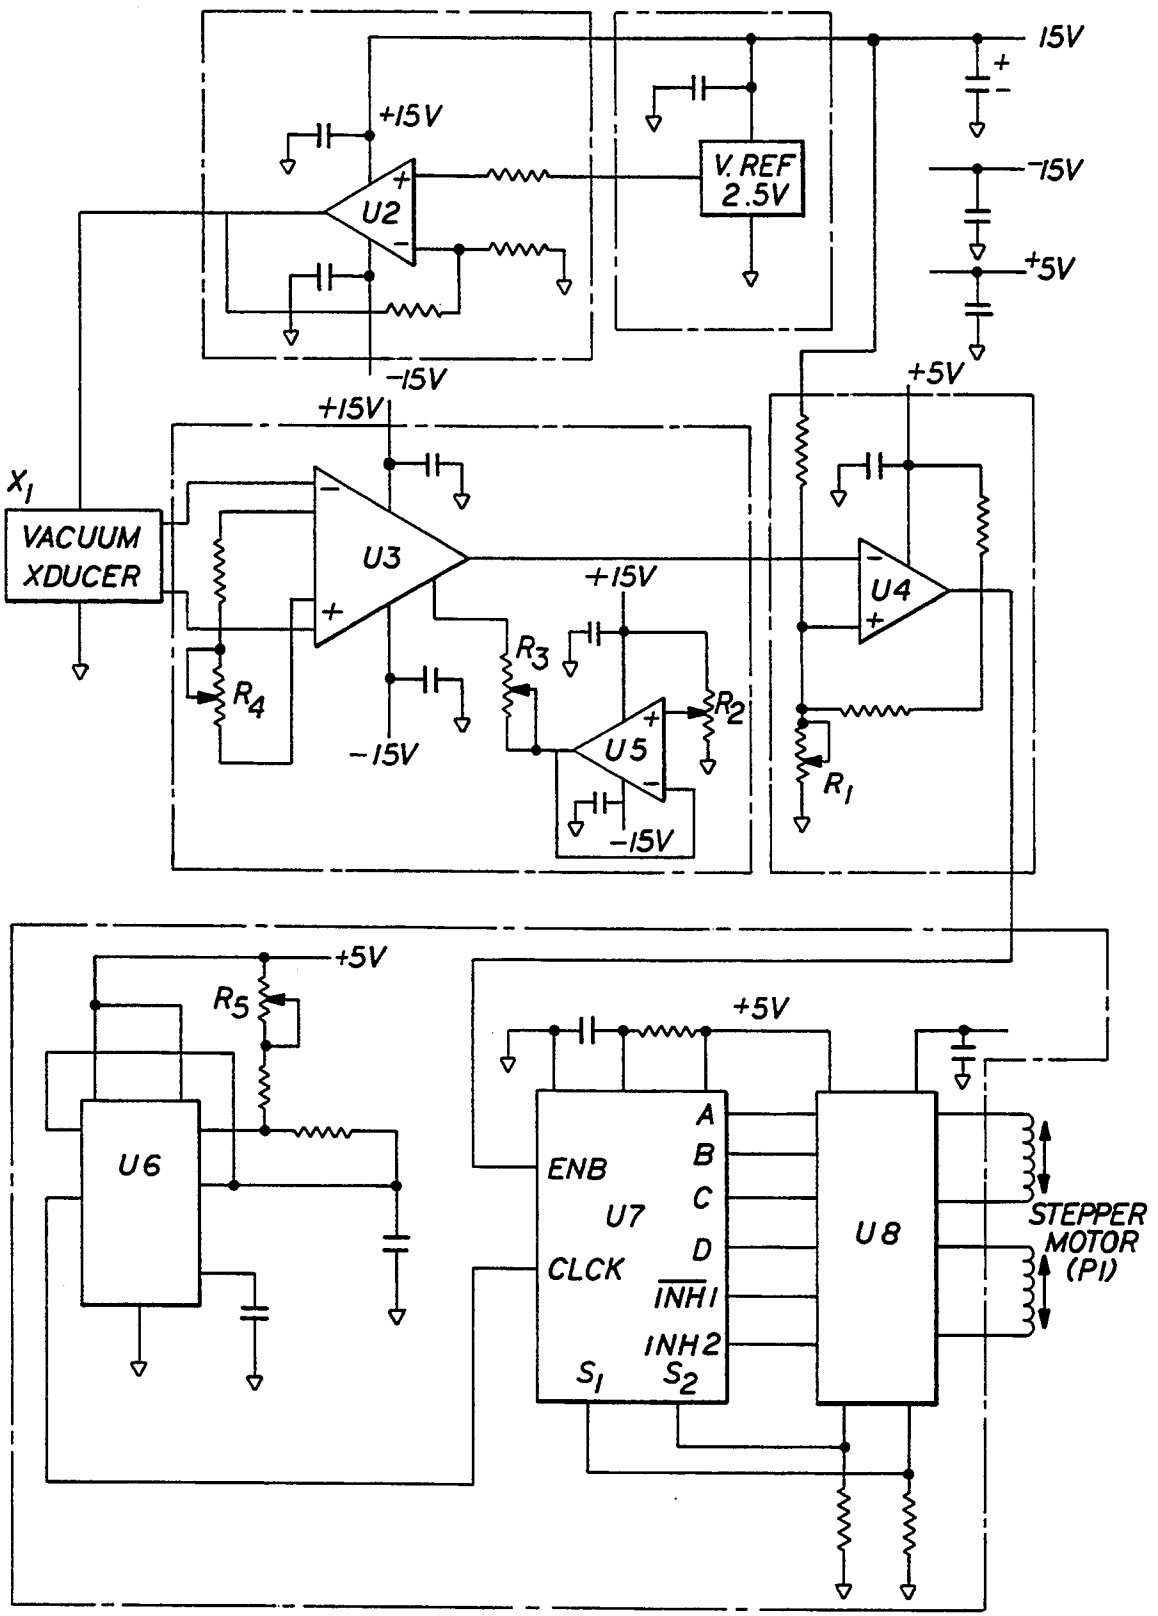 15V
+
-
+15V
V. REF
2.5V
-15V
+
U2
-
+5V
-15V
+15V
+5V
X1
-
VACUUM
XDUCER
U3
+15V
-
U4
+
+
R3
R4
R2
+
U5
-
-15V
R1
-15V
+5V
R5
+5V
A
B
U6
ENB
C
U7
U8
STEPPER
MOTOR
(P1)
D
CLCK
INH1
INH2
S1
S2